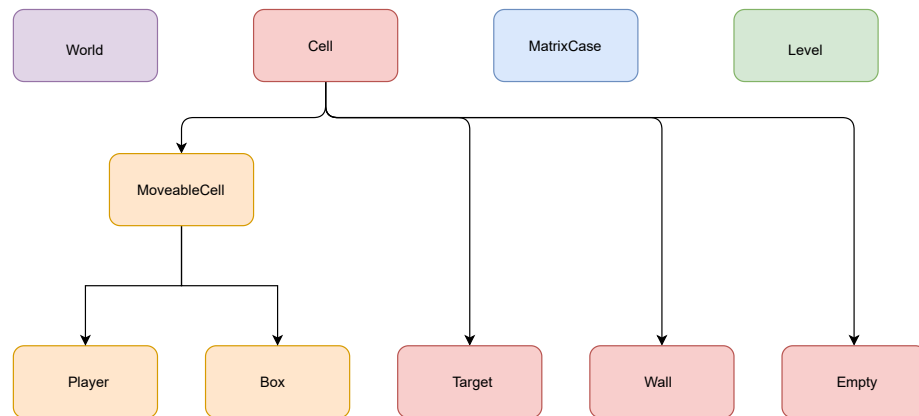 World
Cell
MatrixCase
Level
MoveableCell
Player
Box
Target
Wall
Empty